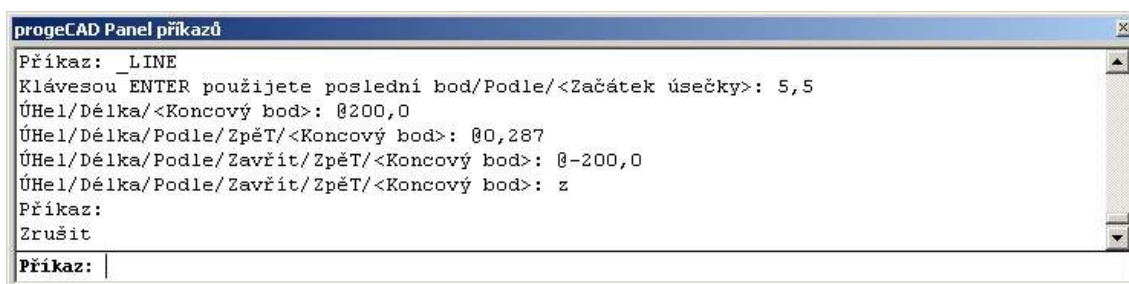 progeCAD Panel příkazů
Příkaz: _LINE
Klávesou ENTER použijete poslední bod/Podle/<Začátek úsečky>: 5,5
ÚHel/Délka/<Koncový bod>: @200,0
ÚHel/Délka/Podle/ZpěT/<Koncový bod>: @0,287
ÚHel/Délka/Podle/Zavřít/ZpěT/<Koncový bod>: @-200,0
ÚHel/Délka/Podle/Zavřít/ZpěT/<Koncový bod>: z
Příkaz:
Zrušit
Příkaz: